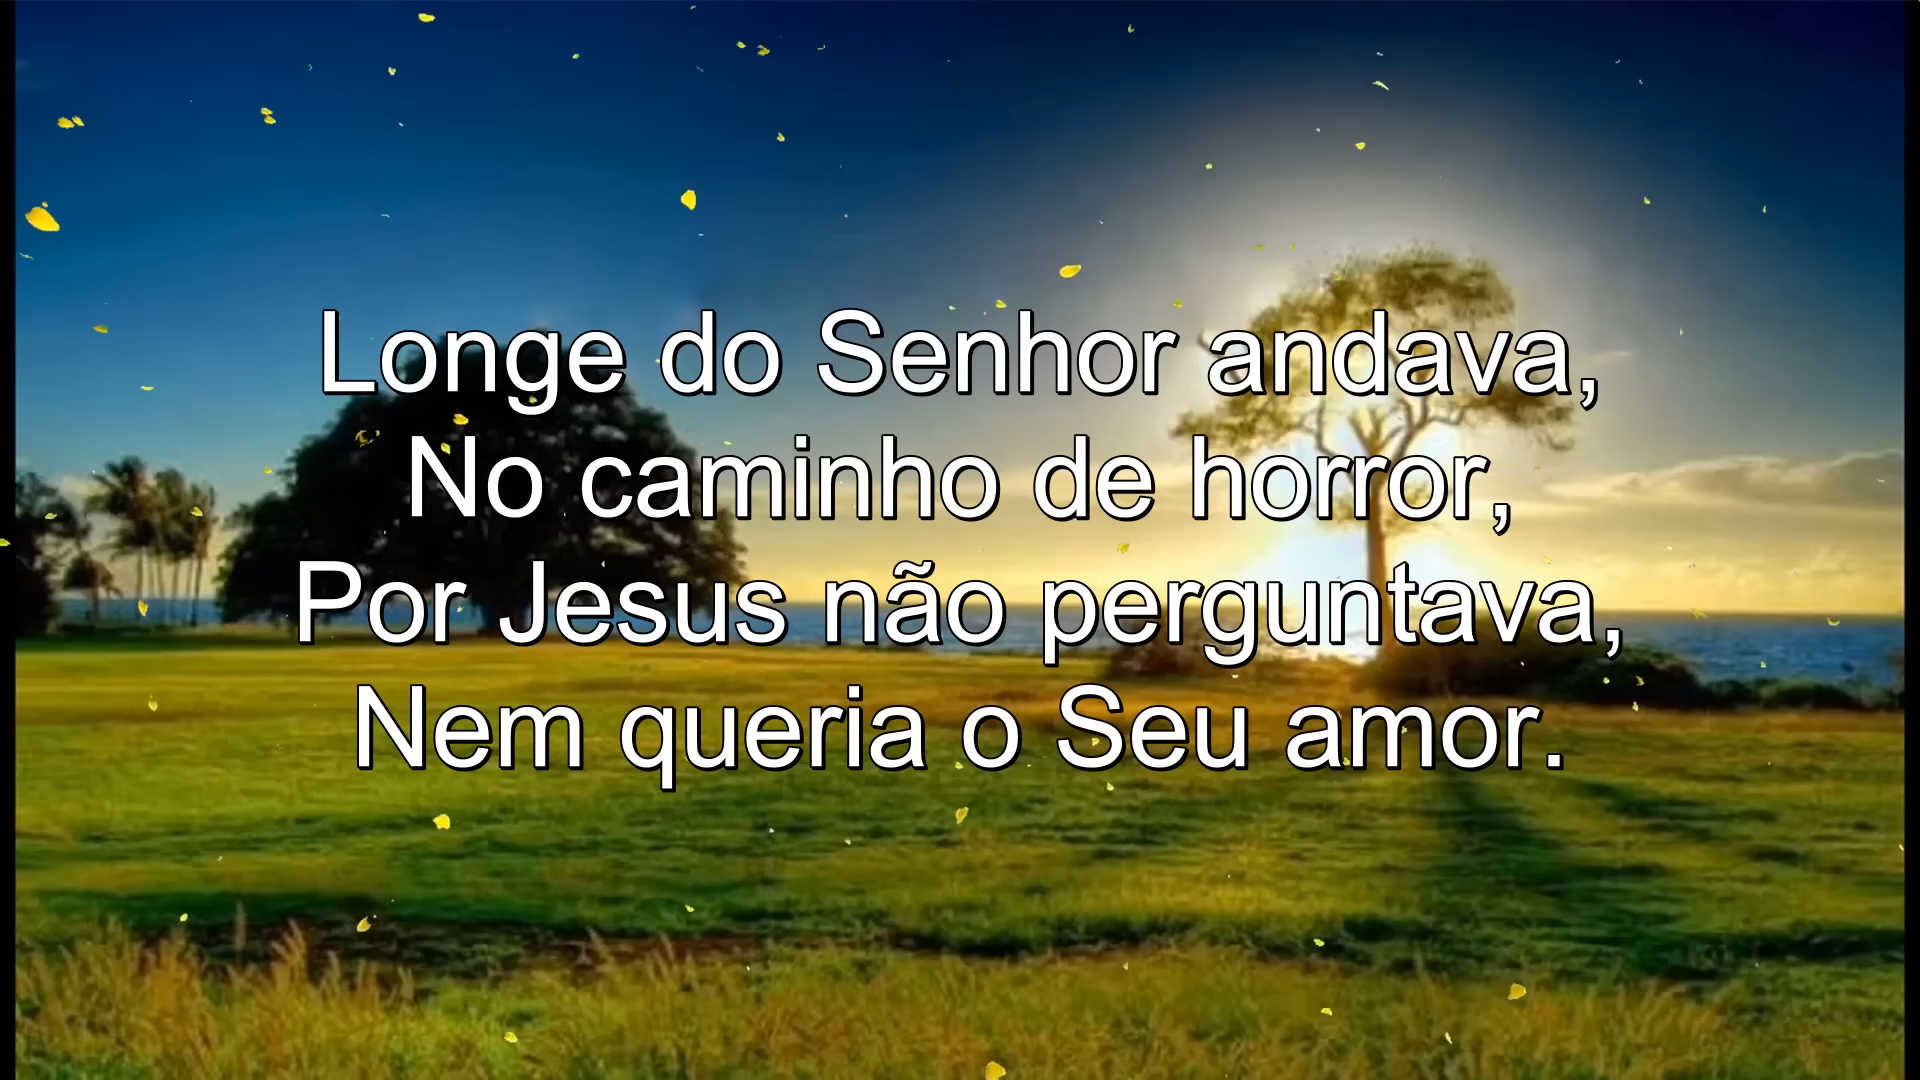 Longe do Senhor andava,
No caminho de horror,
Por Jesus não perguntava,
Nem queria o Seu amor.